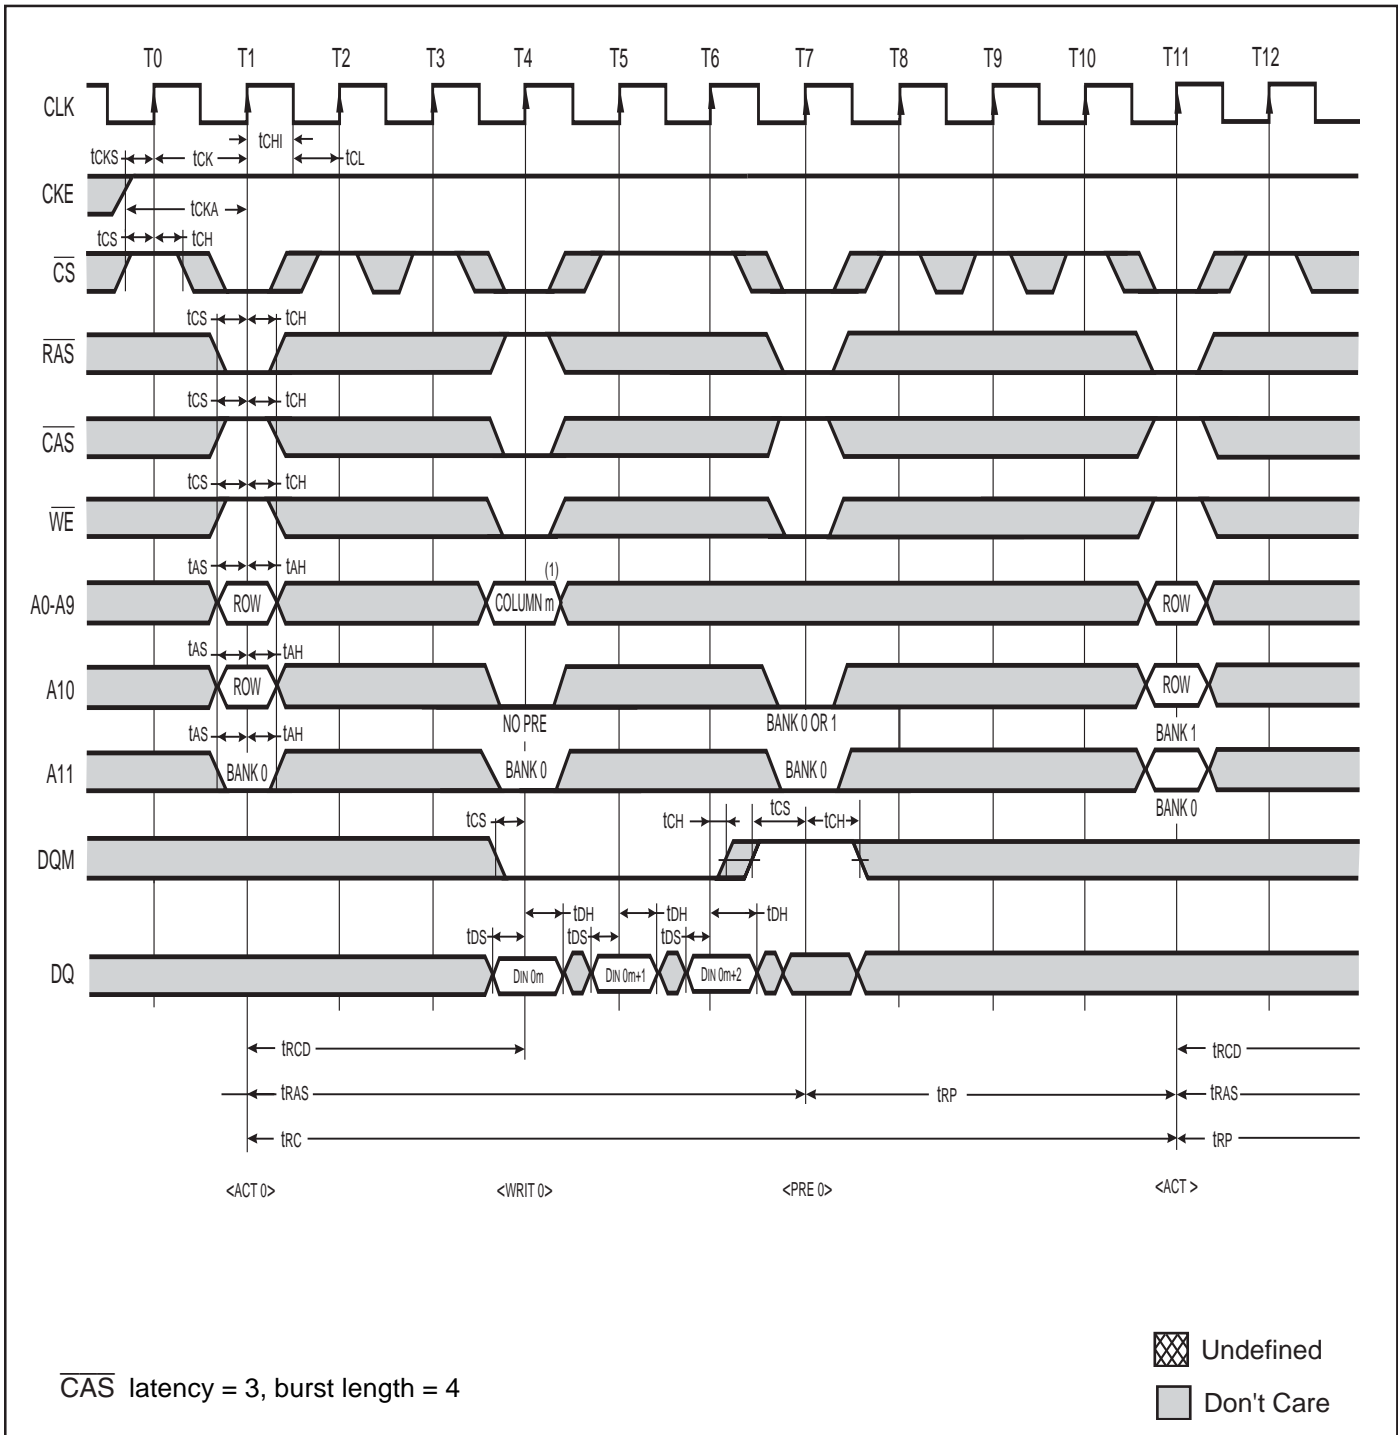 T0 T1 T2 T3 T4 T5 T6 T7 T8 T9 T10 T11 T12
CLK
tCHI
tCKS tCK tCL
CKE
tCKA
tCS tCH
CS
tCS tCH
RAS
tCS tCH
CAS
tCS tCH
WE
tAS tAH (1)
A0-A9 ROW COLUMN m ROW
tAS tAH
A10 ROW ROW
NO PRE BANK 0 OR 1 BANK 1
tAS tAH
A11 BANK 0 BANK 0 BANK 0
BANK 0
tCS tCH tCS tCH
DQM
tDH tDH tDH
tDS tDS tDS
DQ DIN 0m DIN 0m+1 DIN 0m+2
tRCD tRCD
tRAS tRP tRAS
tRC tRP
<ACT 0> <WRIT 0> <PRE 0> <ACT >
Undefined
CAS latency = 3, burst length = 4
Don't Care